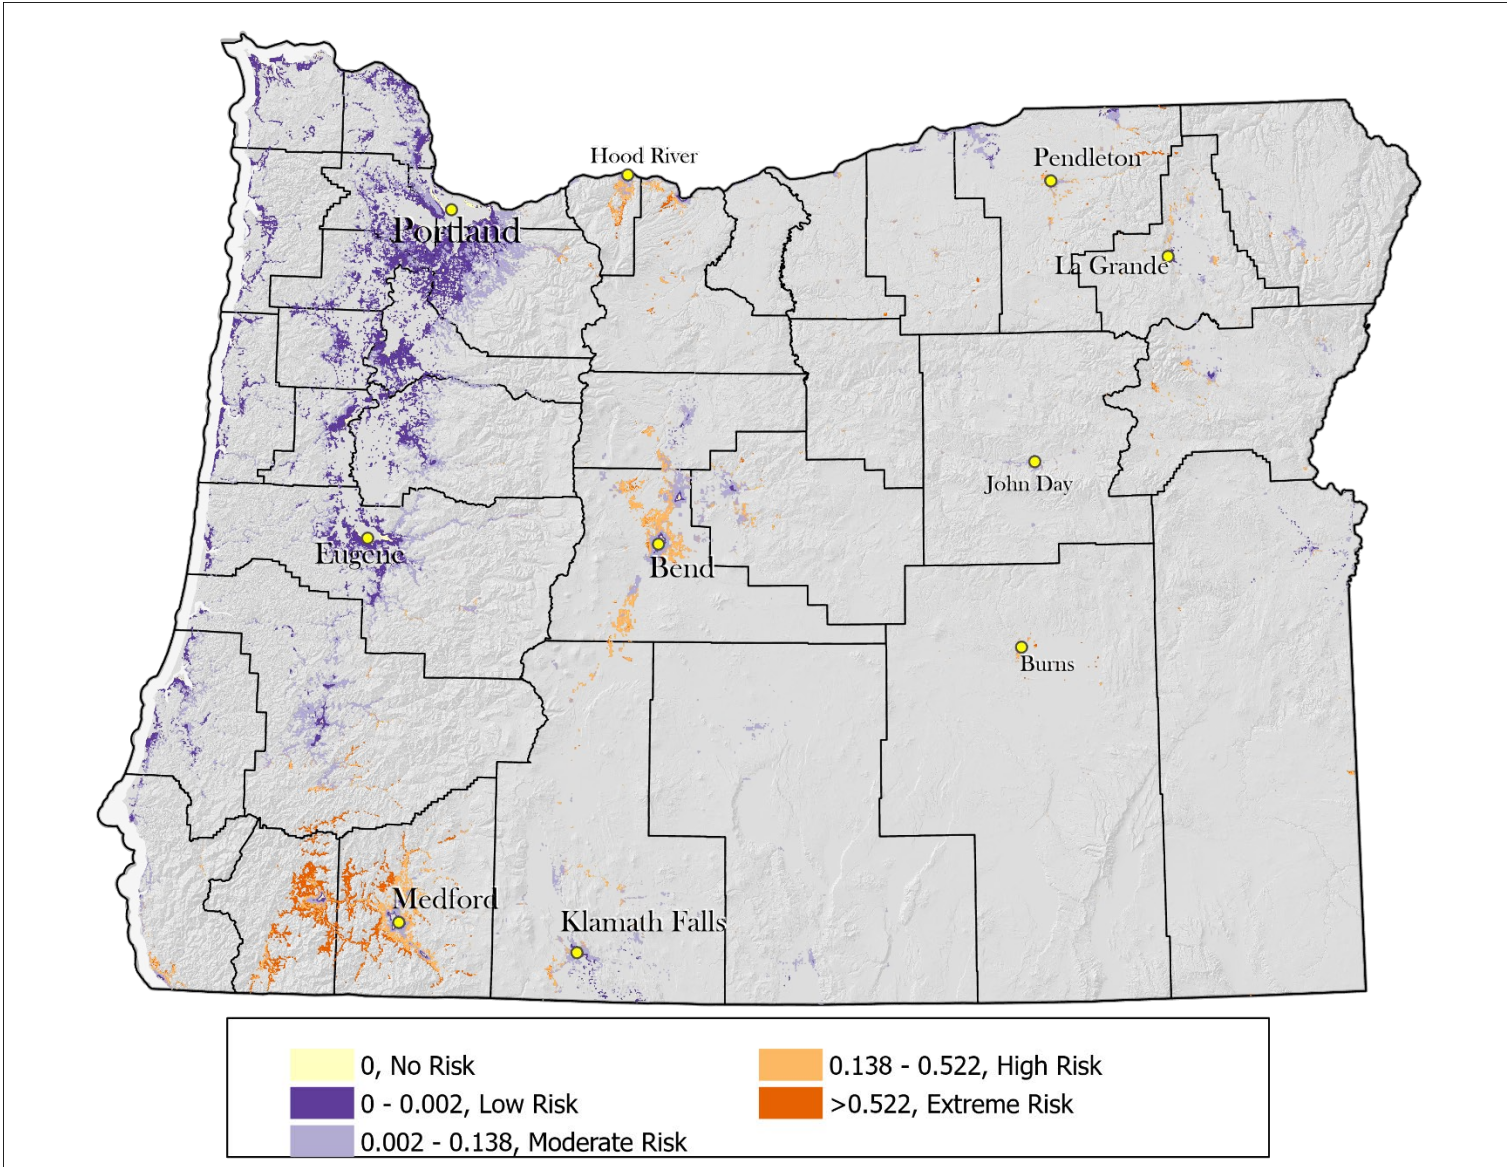 Hood River
Pendleton
Portland
La Grande
John Day
Eugene
Bend
Burns
Medford
Klamath Falls
0, No Risk
0 - 0.002, Low Risk
0.002 - 0.138, Moderate Risk
0.138 - 0.522, High Risk
>0.522, Extreme Risk